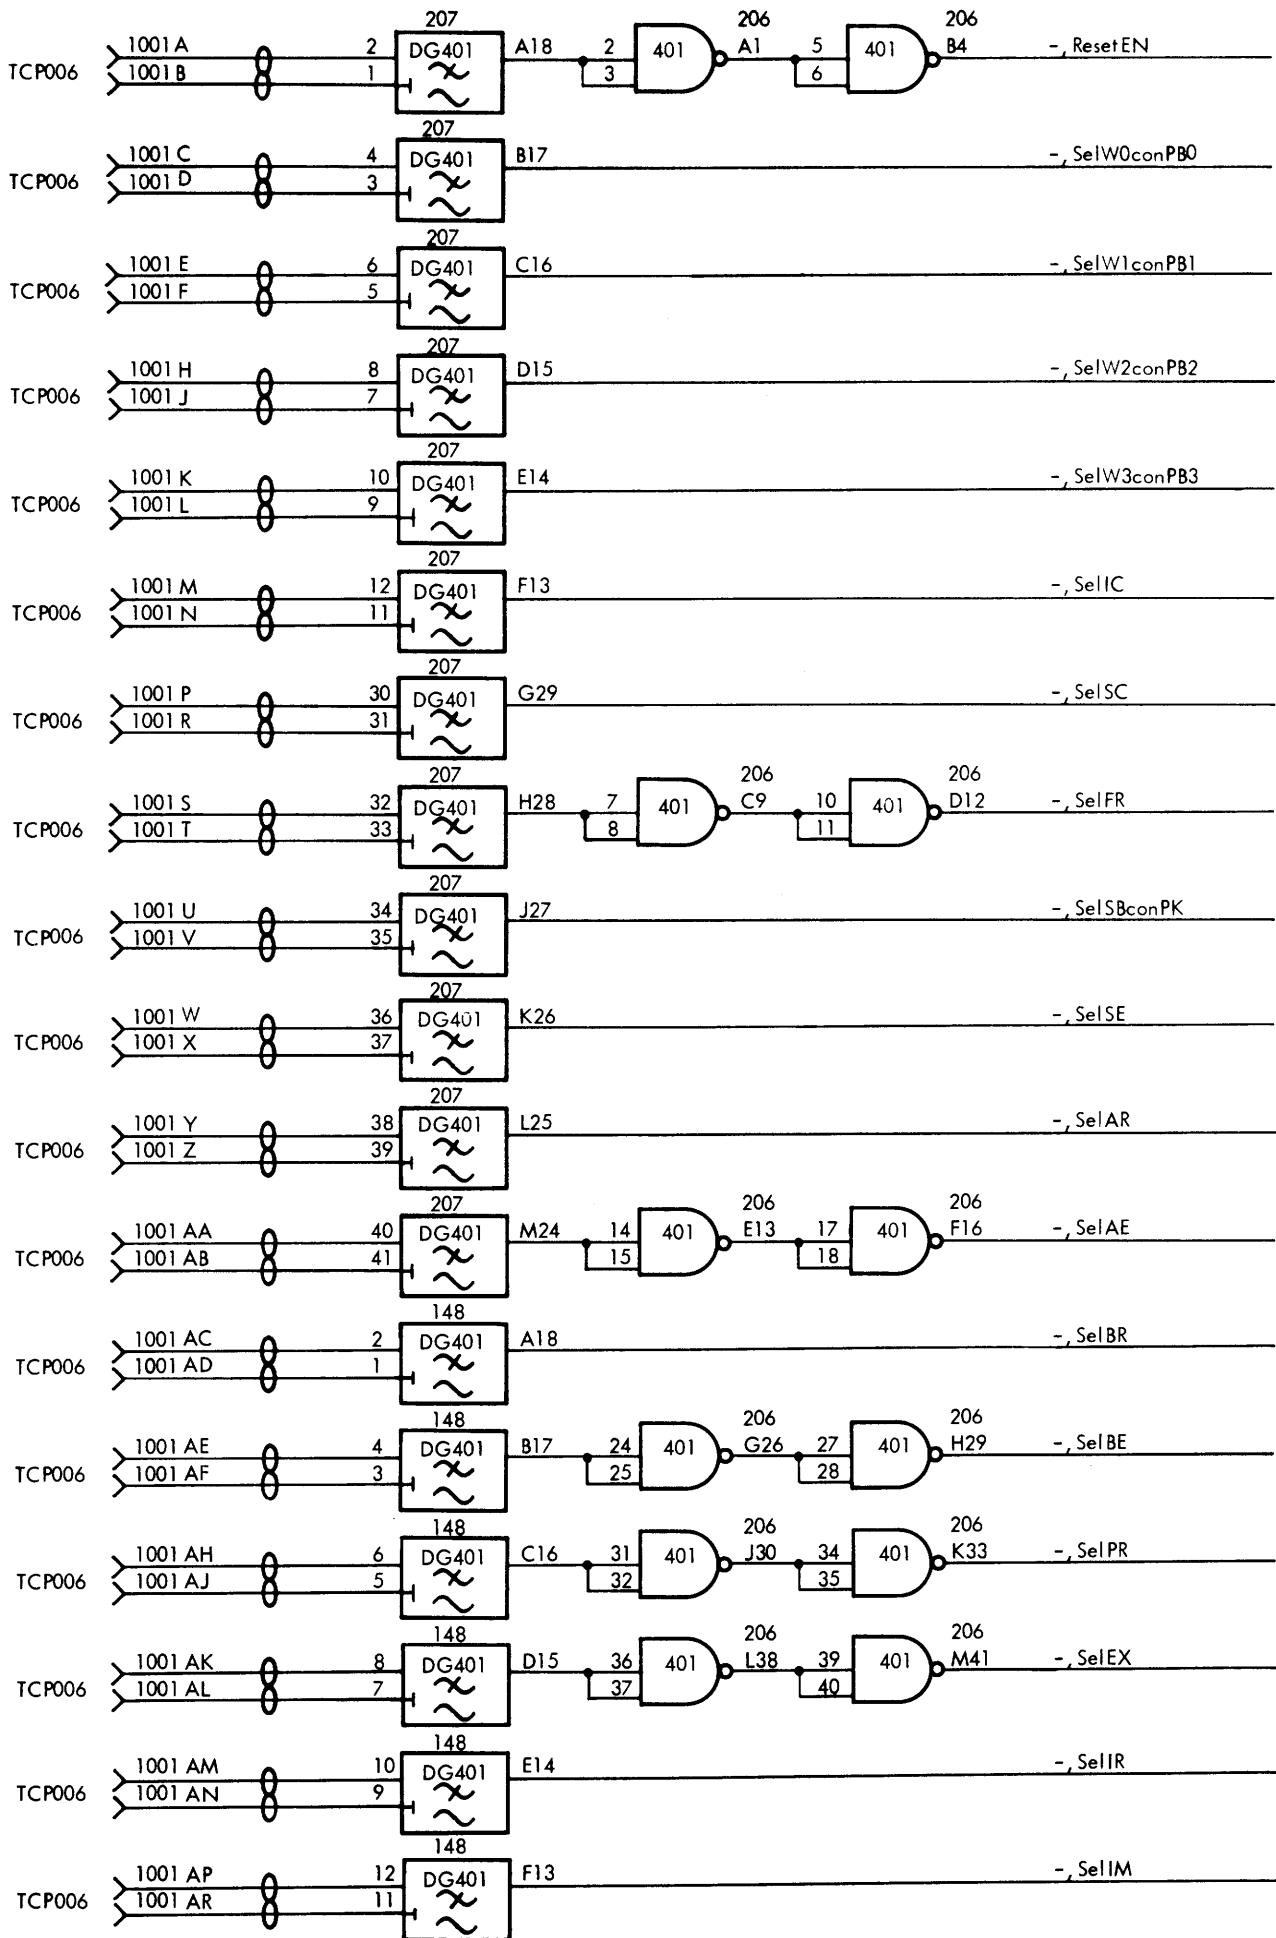 207 206 206
1001 A 2 DG401 A18 2 401 A1 5 401 B4 -, ResetEN
TCP006 1001 B 1 3 6
207
1001 C 4 DG401 B17 -, SelW0conPB0
TCP006 1001 D 3
207
1001 E 6 DG401 C16 -, SelW1conPB1
TCP006 1001 F 5
207
1001 H 8 DG401 D15 -, SelW2conPB2
TCP006 1001 J 7
207
1001 K 10 DG401 E14 -, SelW3conPB3
TCP006 1001 L 9
207
1001 M 12 DG401 F13 -, SelIC
TCP006 1001 N 11
207
1001 P 30 DG401 G29 -, SelSC
TCP006 1001 R 31
207 206 206
1001 S 32 DG401 H28 7 401 C9 10 401 D12 -, SelFR
TCP006 1001 T 33 8 11
207
1001 U 34 DG401 J27 -, SelSBconPK
TCP006 1001 V 35
207
1001 W 36 DG401 K26 -, SelSE
TCP006 1001 X 37
207
1001 Y 38 DG401 L25 -, SelAR
TCP006 1001 Z 39
207 206 206
1001 AA 40 DG401 M24 14 401 E13 17 401 F16 -, SelAE
TCP006 1001 AB 41 15 18
148
1001 AC 2 DG401 A18 -, SelBR
TCP006 1001 AD 1
148 206 206
1001 AE 4 DG401 B17 24 401 G26 27 401 H29 -, SelBE
TCP006 1001 AF 3 25 28
148 206 206
1001 AH 6 DG401 C16 31 401 J30 34 401 K33 -, SelPR
TCP006 1001 AJ 5 32 35
148 206 206
1001 AK 8 DG401 D15 36 401 L38 39 401 M41 -, SelEX
TCP006 1001 AL 7 37 40
148
1001 AM 10 DG401 E14 -, SelIR
TCP006 1001 AN 9
148
1001 AP 12 DG401 F13 -, SelIM
TCP006 1001 AR 11